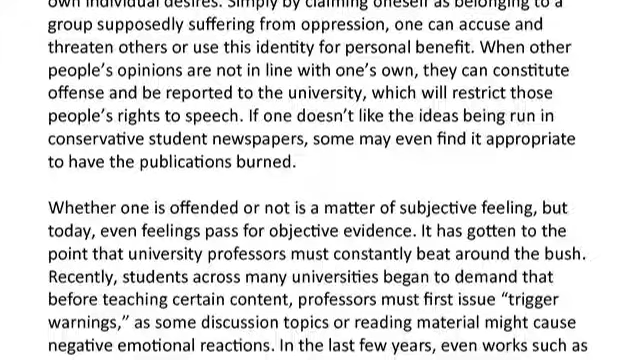 own individual desires. Simply by claiming oneself as belonging to a
group supposedly suffering from oppression, one can accuse and
threaten others or use this identity for personal benefit. When other
people's opinions are not in line with one's own, they can constitute
offense and be reported to the university, which will restrict those
people's rights to speech. If one doesn't like the ideas being run in
conservative student newspapers, some may even find it appropriate
to have the publications burned.
Whether one is offended or not is a matter of subjective feeling, but
today, even feelings pass for objective evidence. It has gotten to the
point that university professors must constantly beat around the bush.
Recently, students across many universities began to demand that
before teaching certain content, professors must first issue “trigger
warnings,” as some discussion topics or reading material might cause
negative emotional reactions. In the last few years, even works such as